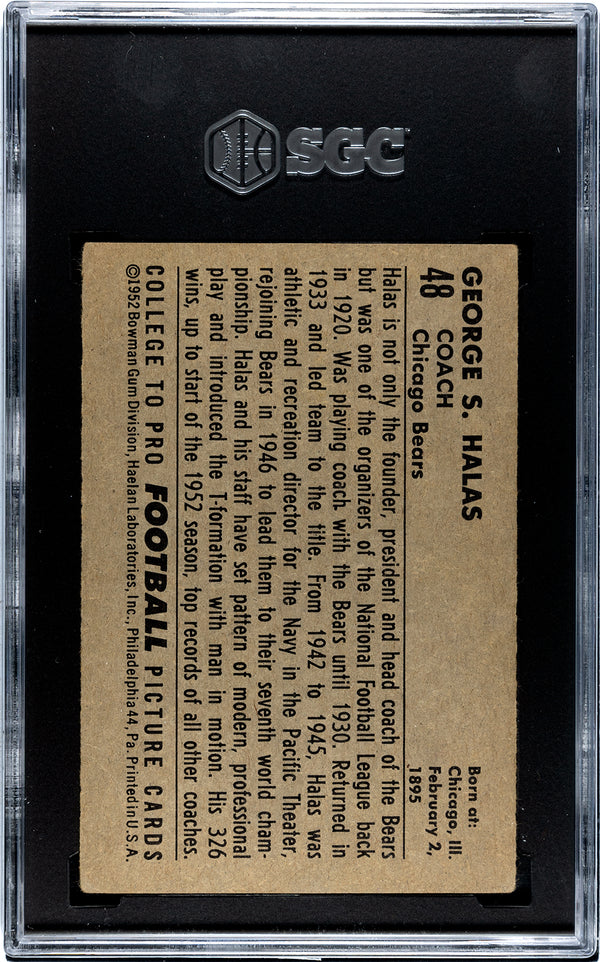 SGC
GEORGE S. HALAS
48 COACH
Chicago Bears
Born at:
Chicago, Ill.
February 2,
1895
Halas is not only the founder, president and head coach of the Bears
but was one of the organizers of the National Football League back
in 1920. Was playing coach with the Bears until 1930. Returned in
1933 and led team to the title. From 1942 to 1945, Halas was
athletic and recreation director for the Navy in the Pacific Theater,
rejoining Bears in 1946 to lead them to their seventh world cham-
pionship. Halas and his staff have set pattern of modern, professional
play and introduced the T-formation with man in motion. His 326
wins, up to start of the 1952 season, top records of all other coaches.
COLLEGE TO PRO FOOTBALL PICTURE CARDS
©1952 Bowman Gum Division, Haelan Laboratories, Inc., Philadelphia 44, Pa. Printed in U.S.A.